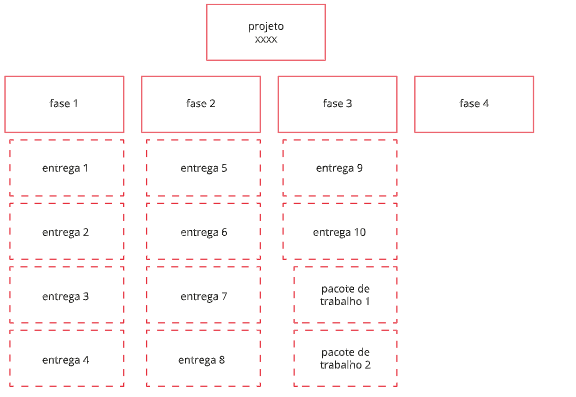 projeto
xxxx
fase 1
fase 2
fase 3
fase 4
entrega 1
entrega 5
entrega 9
entrega 2
entrega 6
entrega 10
entrega 3
entrega 7
pacote de
trabalho 1
entrega 4
entrega 8
pacote de
trabalho 2